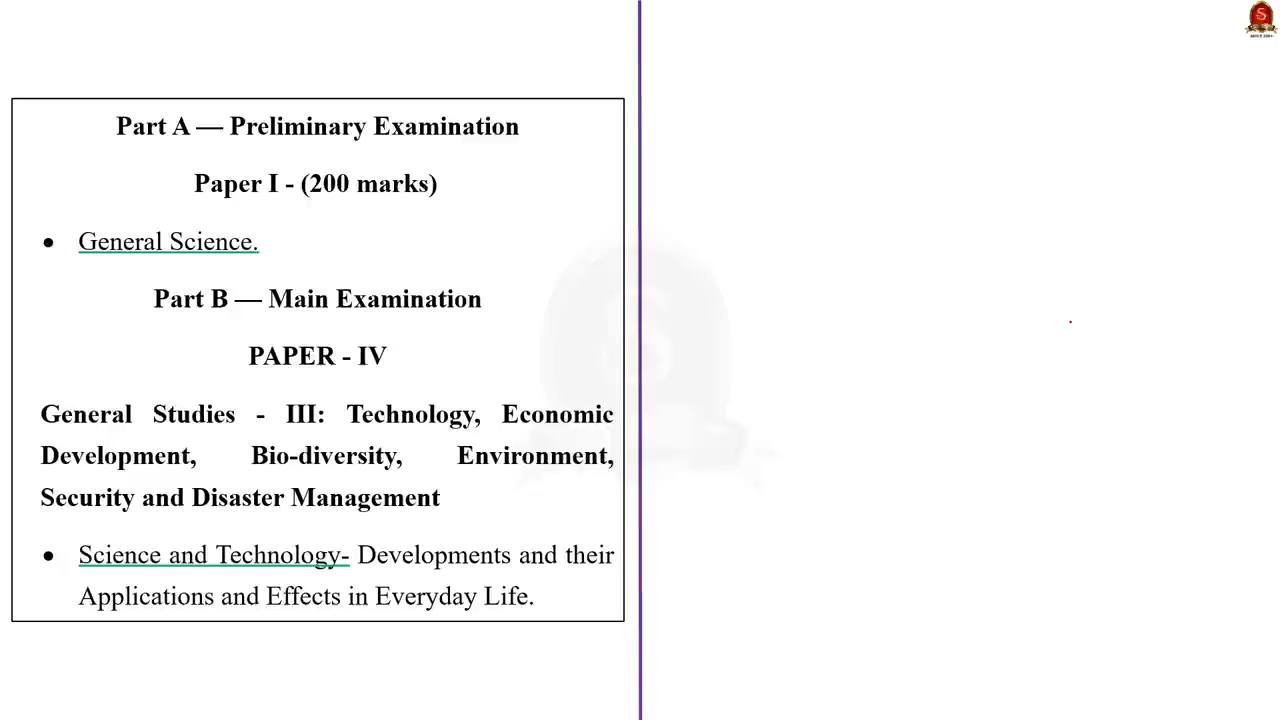 Part A — Preliminary Examination
Paper I - (200 marks)
• General Science.
Part B — Main Examination
PAPER - IV
General Studies - III: Technology, Economic
Development, Bio-diversity, Environment,
Security and Disaster Management
• Science and Technology- Developments and their
Applications and Effects in Everyday Life.